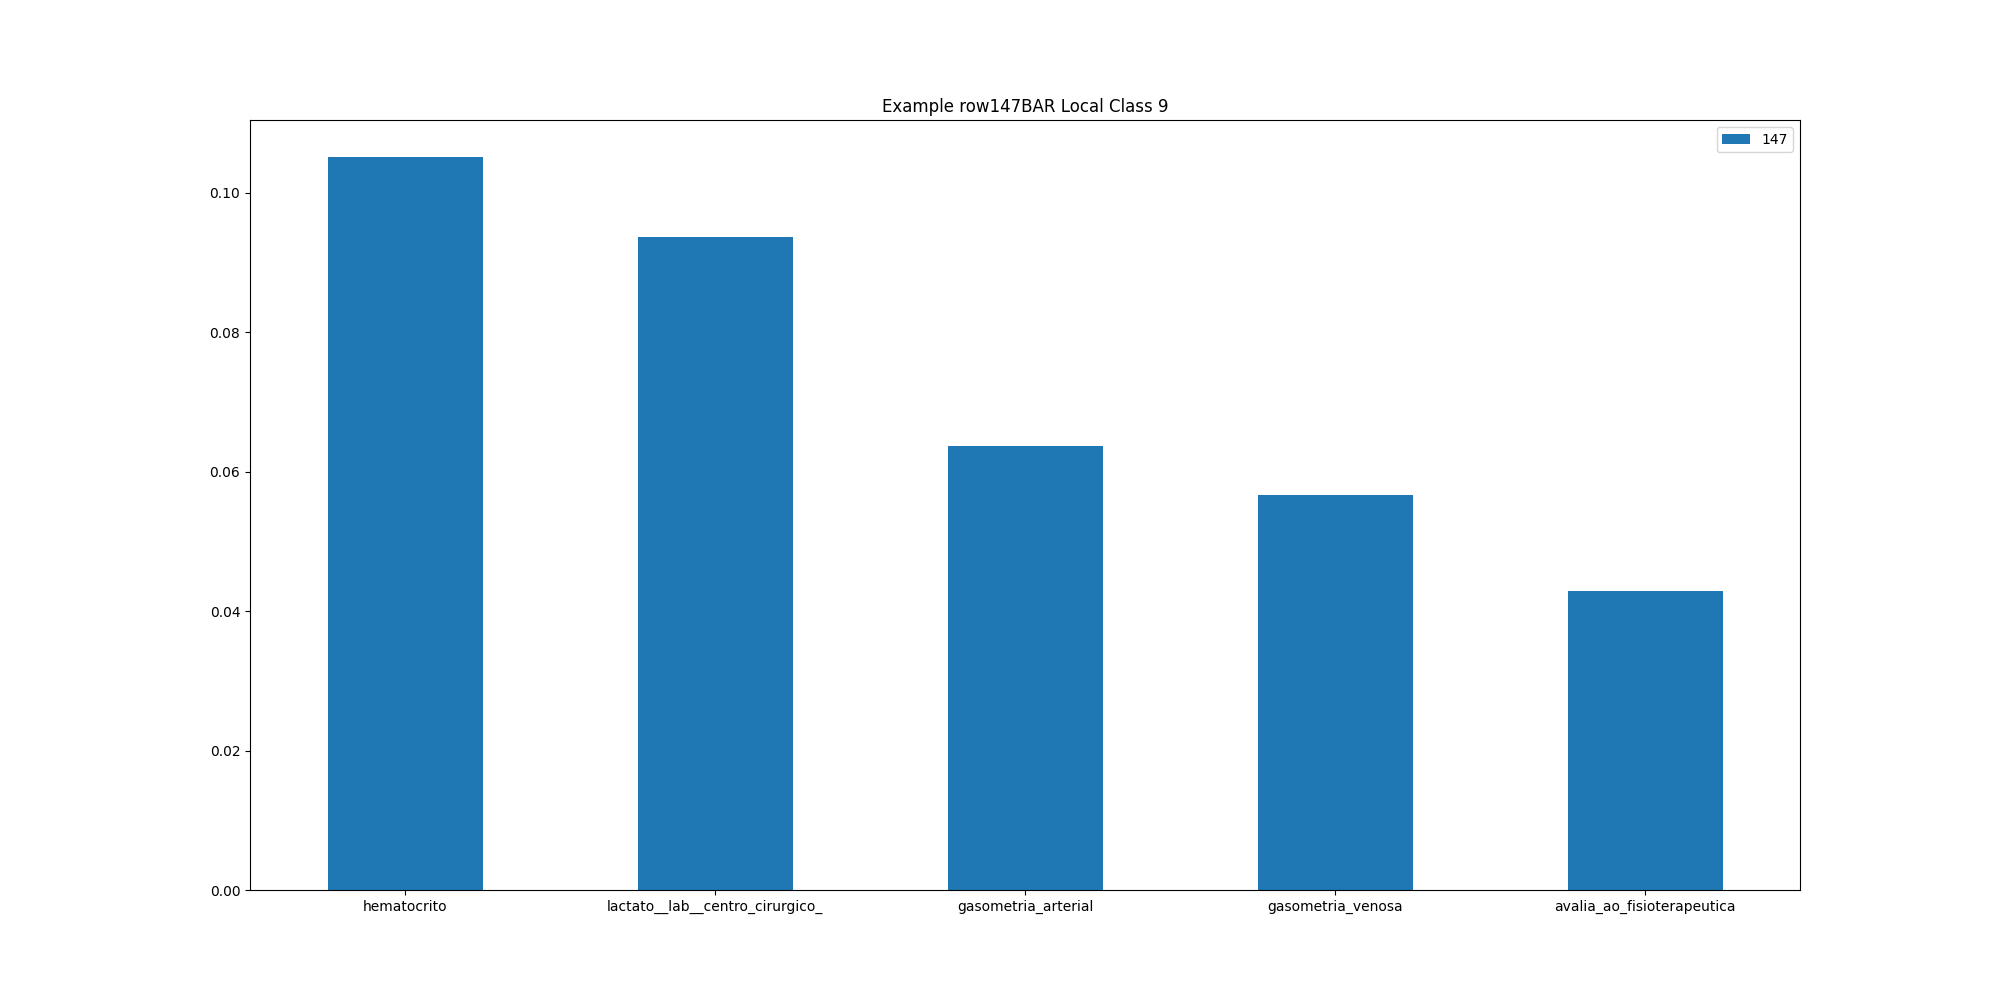 Example row147BAR Local Class 9
147
0.10
0.08
0.06
0.04
0.02
0.00
hematocrito
lactato__lab__centro_cirurgico_
gasometria_arterial
gasometria_venosa
avalia_ao_fisioterapeutica